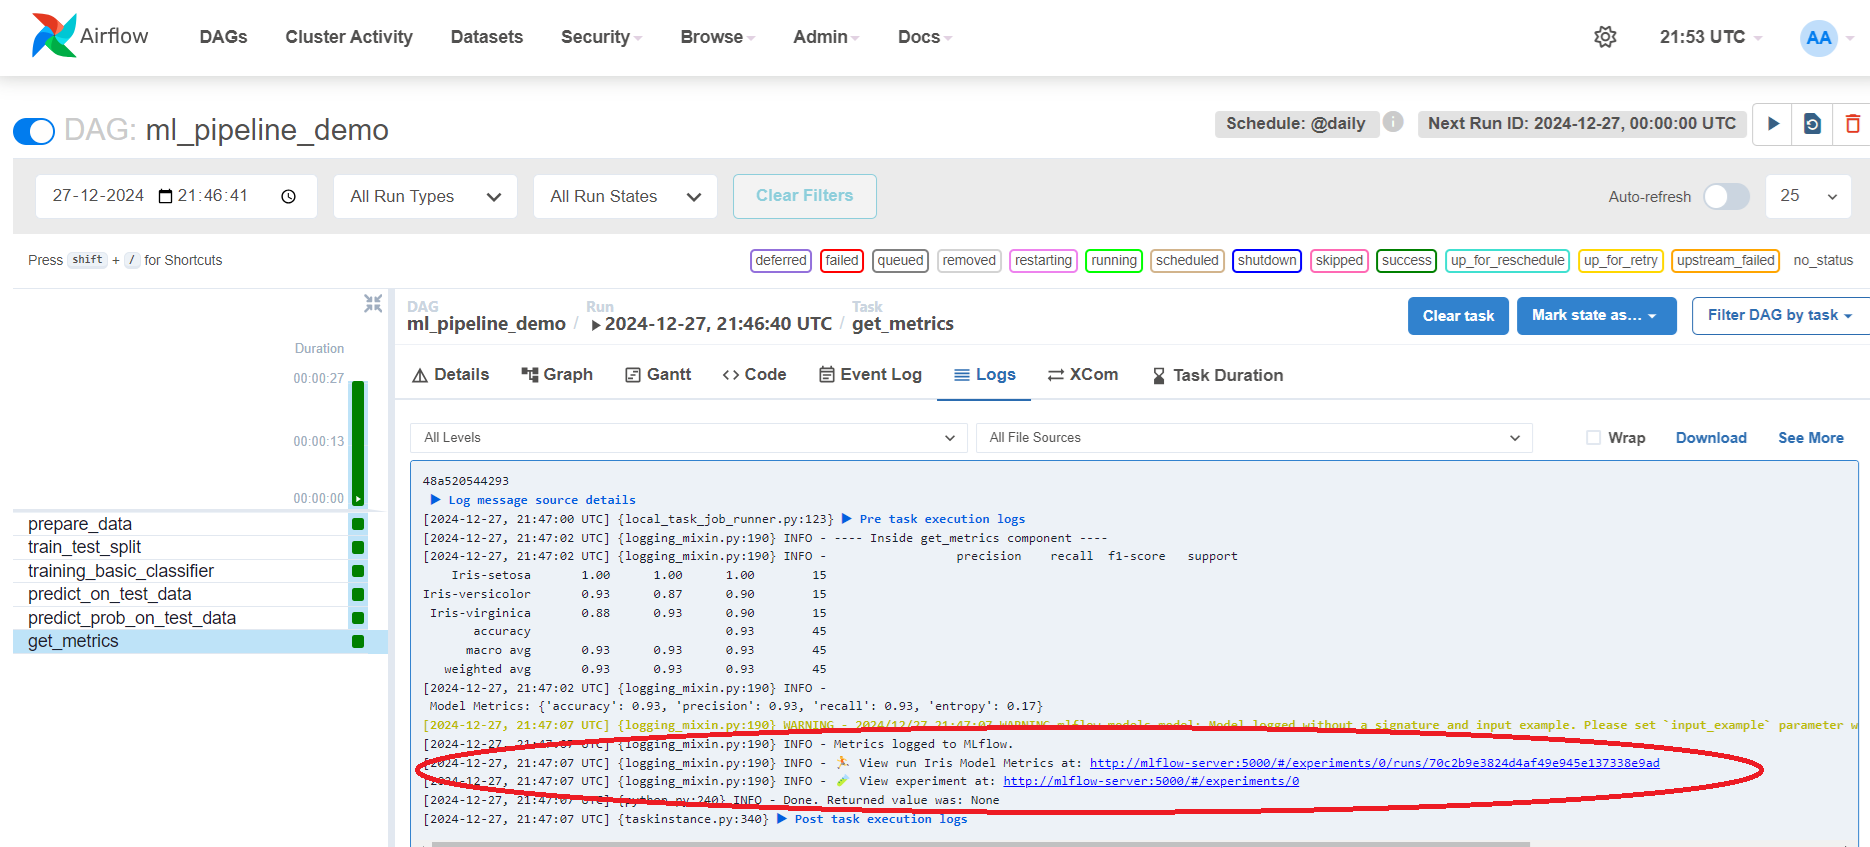 Airflow DAGs Cluster Activity Datasets Security Browse Admin Docs 21:53 UTC AA
DAG: ml_pipeline_demo Schedule: @daily i Next Run ID: 2024-12-27, 00:00:00 UTC
27-12-2024 21:46:41 All Run Types All Run States Clear Filters Auto-refresh 25
Press shift + / for Shortcuts deferred failed queued removed restarting running scheduled shutdown skipped success up_for_reschedule up_for_retry upstream_failed no_status
Duration
00:00:27
00:00:13
00:00:00
prepare_data
train_test_split
training_basic_classifier
predict_on_test_data
predict_prob_on_test_data
get_metrics
DAG Run Task
ml_pipeline_demo / 2024-12-27, 21:46:40 UTC / get_metrics Clear task Mark state as... Filter DAG by task
Details Graph Gantt Code Event Log Logs XCom Task Duration
All Levels All File Sources Wrap Download See More
48a520544293
Log message source details
[2024-12-27, 21:47:00 UTC] {local_task_job_runner.py:123} Pre task execution logs
[2024-12-27, 21:47:02 UTC] {logging_mixin.py:190} INFO - ---- Inside get_metrics component ----
[2024-12-27, 21:47:02 UTC] {logging_mixin.py:190} INFO - precision recall f1-score support
Iris-setosa 1.00 1.00 1.00 15
Iris-versicolor 0.93 0.87 0.90 15
Iris-virginica 0.88 0.93 0.90 15
accuracy 0.93 45
macro avg 0.93 0.93 0.93 45
weighted avg 0.93 0.93 0.93 45
[2024-12-27, 21:47:02 UTC] {logging_mixin.py:190} INFO -
Model Metrics: {'accuracy': 0.93, 'precision': 0.93, 'recall': 0.93, 'entropy': 0.17}
[2024-12-27, 21:47:07 UTC] {logging_mixin.py:190} WARNING - 2024/12/27 21:47:07 WARNING mlflow.models.model: Model logged without a signature and input example. Please set `input_example` parameter w
[2024-12-27, 21:47:07 UTC] {logging_mixin.py:190} INFO - Metrics logged to MLflow.
[2024-12-27, 21:47:07 UTC] {logging_mixin.py:190} INFO - 🏃 View run Iris Model Metrics at: http://mlflow-server:5000/#/experiments/0/runs/70c2b9e3824d4af49e945e137338e9ad
[2024-12-27, 21:47:07 UTC] {logging_mixin.py:190} INFO - 🧪 View experiment at: http://mlflow-server:5000/#/experiments/0
[2024-12-27, 21:47:07 UTC] {python.py:240} INFO - Done. Returned value was: None
[2024-12-27, 21:47:07 UTC] {taskinstance.py:340} Post task execution logs